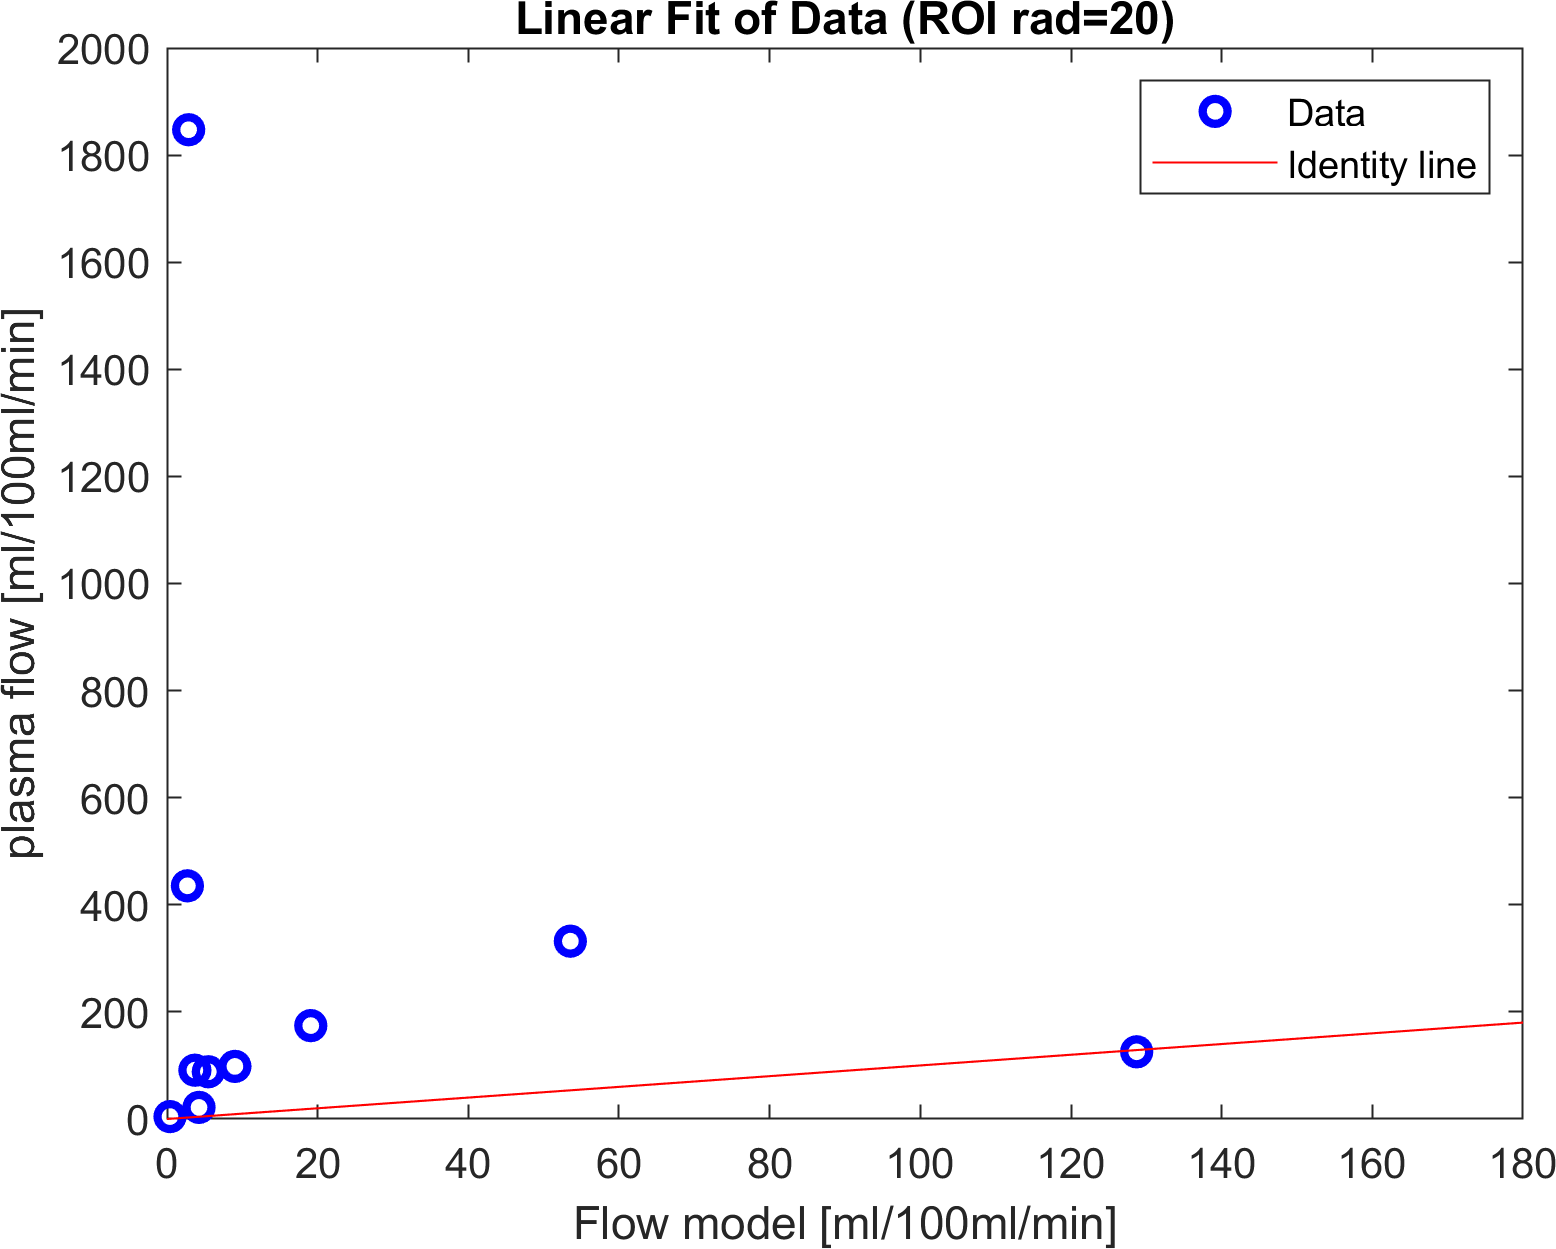 Linear Fit of Data (ROI rad=20)
2000
1800
1600
1400
1200
1000
800
600
400
200
0
plasma flow [ml/100ml/min]
Data
Identity line
0 20 40 60 80 100 120 140 160 180
Flow model [ml/100ml/min]